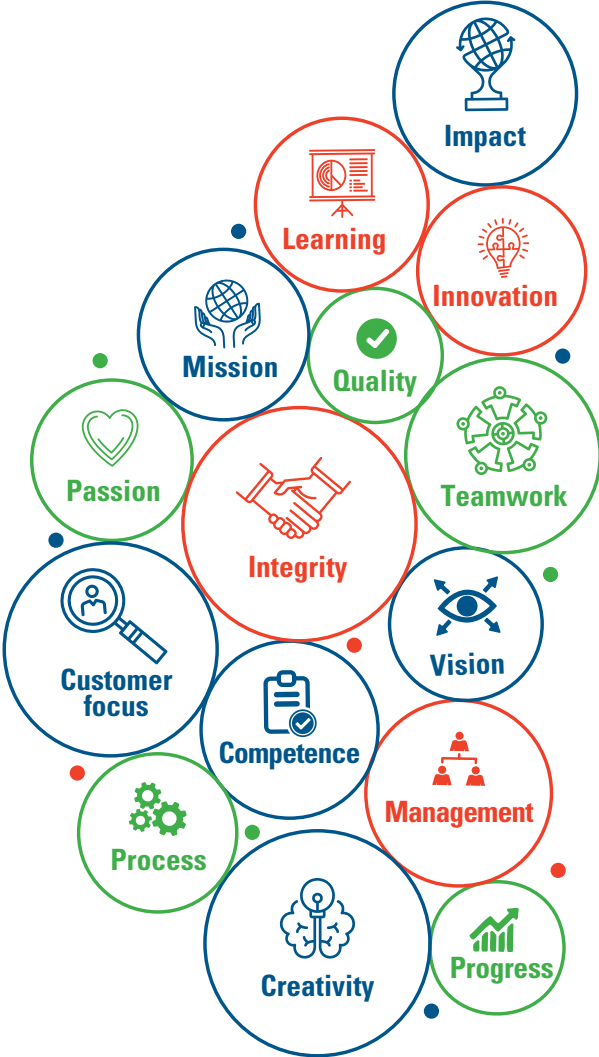 Impact
Learning
Innovation
Mission
Quality
Passion
Teamwork
Integrity
Vision
Customer
focus
Competence
Management
Process
Progress
Creativity